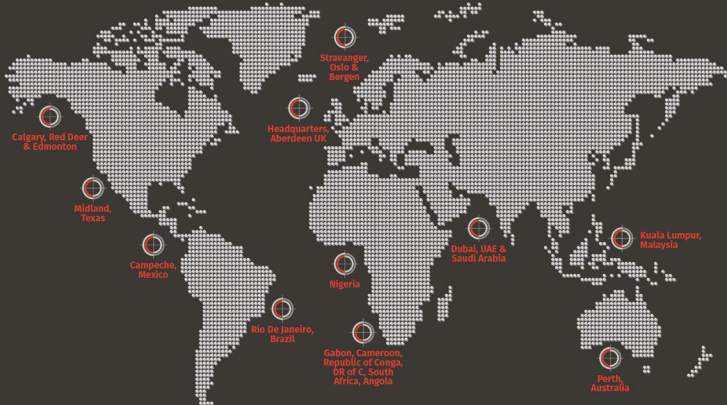 Stravanger,
Oslo &
Bergen
Calgary, Red Deer
& Edmonton
Headquarters,
Aberdeen UK
Midland,
Texas
Campeche,
Mexico
Dubai, UAE &
Saudi Arabia
Kuala Lumpur,
Malaysia
Nigeria
Rio De Janeiro,
Brazil
Gabon, Cameroon,
Republic of Conga,
DR of C, South
Africa, Angola
Perth,
Australia